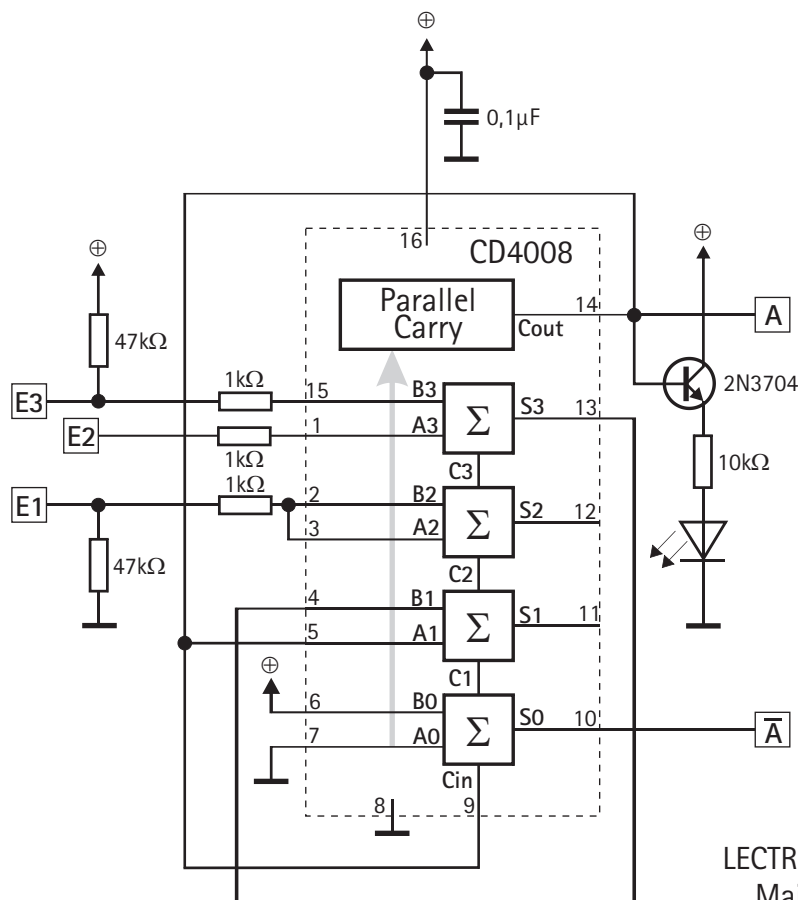 ⊕
0,1µF
16
CD4008
⊕
⊕
Parallel
Carry
14
Cout
A
47kΩ
1kΩ
15
B3
2N3704
E3
S3
13
Σ
E2
1
A3
1kΩ
C3
10kΩ
1kΩ
E1
2
B2
S2
12
Σ
3
A2
47kΩ
C2
4
B1
S1
11
Σ
5
A1
⊕
C1
6
B0
S0
10
Σ
A̅
7
A0
Cin
8
9
LECTR